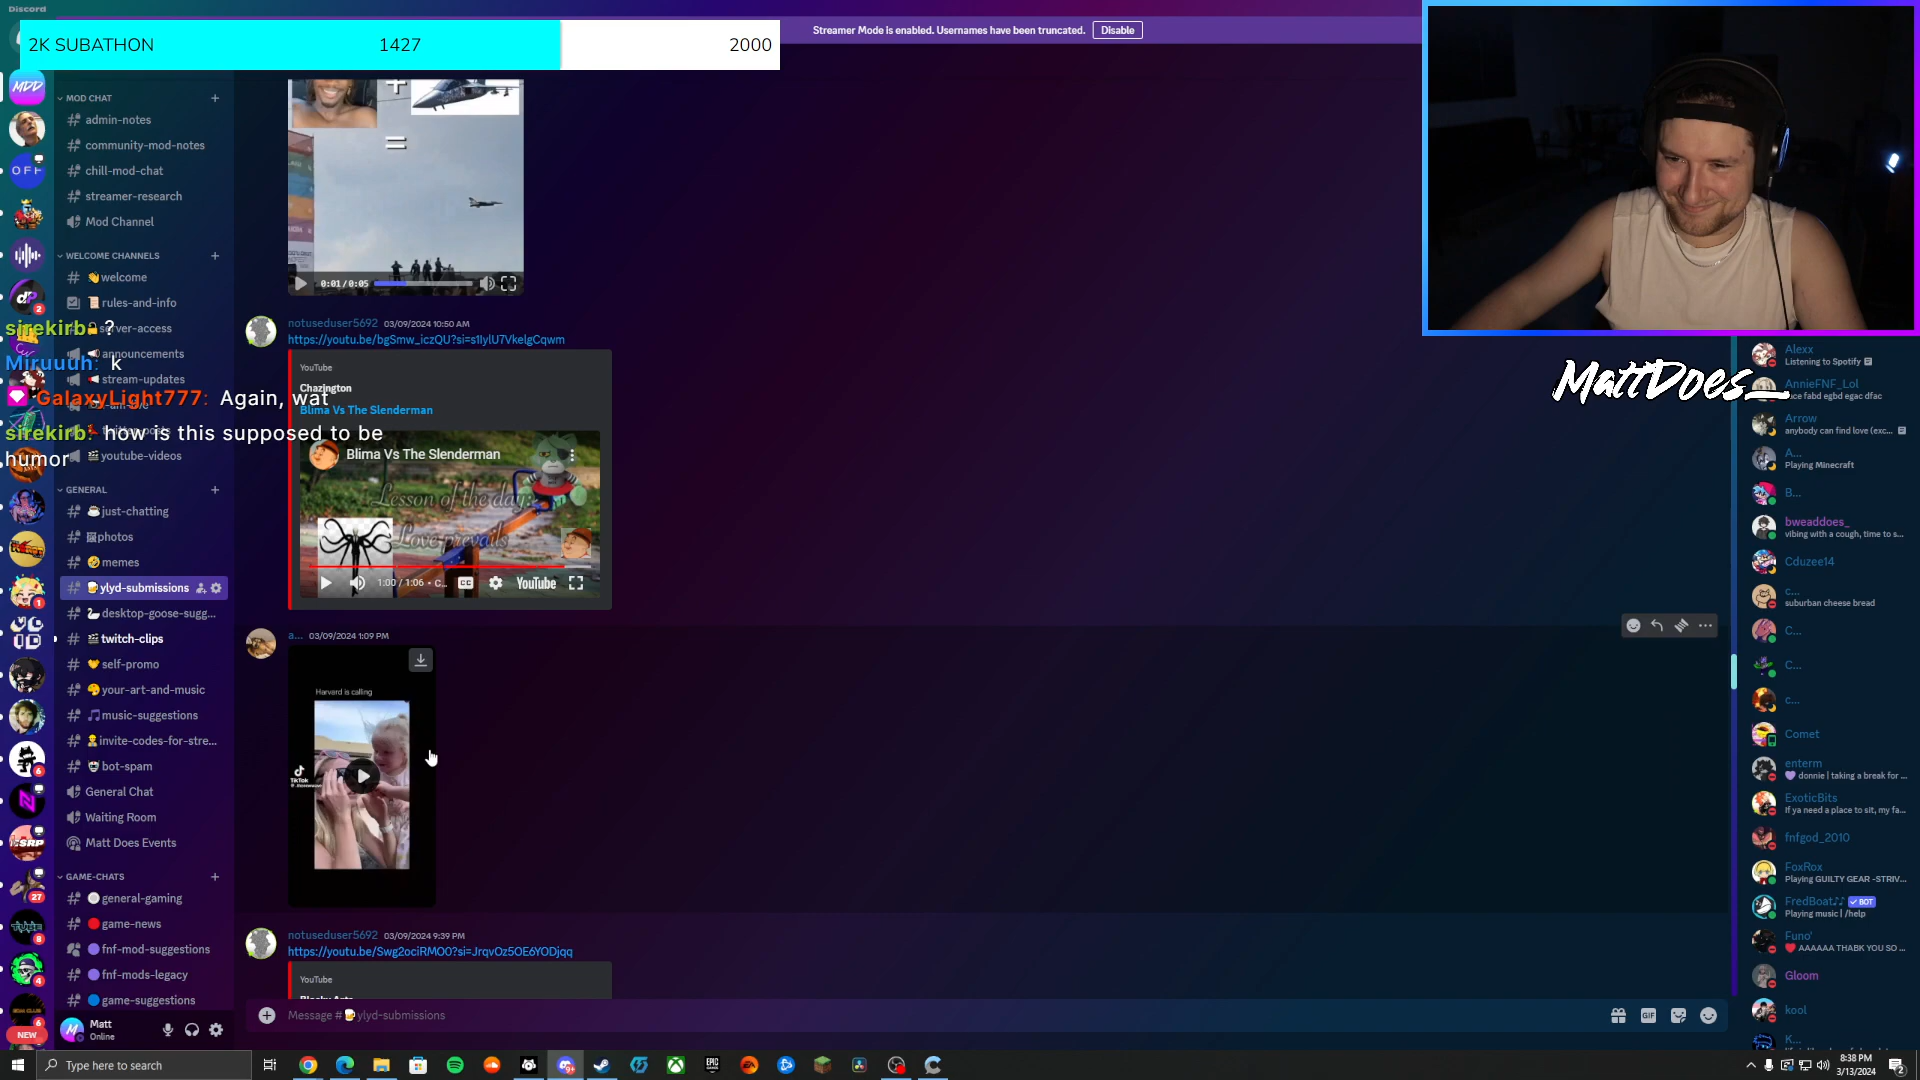 Discord
2K SUBATHON 1427 2000
Streamer Mode is enabled. Usernames have been truncated. Disable
MOD CHAT
admin-notes
community-mod-notes
chill-mod-chat
streamer-research
Mod Channel
WELCOME CHANNELS
welcome
rules-and-info
server-access
announcements
stream-updates
youtube-videos
GENERAL
just-chatting
photos
memes
ylyd-submissions
desktop-goose-sugg...
twitch-clips
self-promo
your-art-and-music
music-suggestions
invite-codes-for-stre...
bot-spam
General Chat
Waiting Room
Matt Does Events
GAME-CHATS
general-gaming
game-news
fnf-mod-suggestions
fnf-mods-legacy
game-suggestions
NEW
Matt
Online
sirekirb: ?
Miruuuh: k
GalaxyLight777: Again, wat
sirekirb: how is this supposed to be
humor
+
=
0:01/0:05
notuseduser5692 03/09/2024 10:50 AM
https://youtu.be/bgSmw_iczQU?si=s1IylU7VkelgCqwm
YouTube
Chazington
Blima Vs The Slenderman
Blima Vs The Slenderman
Lesson of the day:
Love prevails
1:00 / 1:06 • C... CC YouTube
a... 03/09/2024 1:09 PM
Harvard is calling
TikTok
notuseduser5692 03/09/2024 9:39 PM
https://youtu.be/Swg2ociRMO0?si=JrqvOz5OE6YODjqq
YouTube
Message #ylyd-submissions
GIF
MattDoes_
Alexx
Listening to Spotify
AnnieFNF_Lol
ace fabd egbd egac dfac
Arrow
anybody can find love (exc...
A...
Playing Minecraft
B...
bweaddoes_
vibing with a cough, time to s...
Cduzee14
c...
suburban cheese bread
C...
C...
c...
Comet
enterm
donnie | taking a break for ...
ExoticBits
If ya need a place to sit, my fa...
fnfgod_2010
FoxRox
Playing GUILTY GEAR -STRIV...
FredBoat♪♪ BOT
Playing music | /help
Funo'
AAAAAA THABK YOU SO ...
Gloom
kool
K...
Type here to search
8:38 PM
3/13/2024